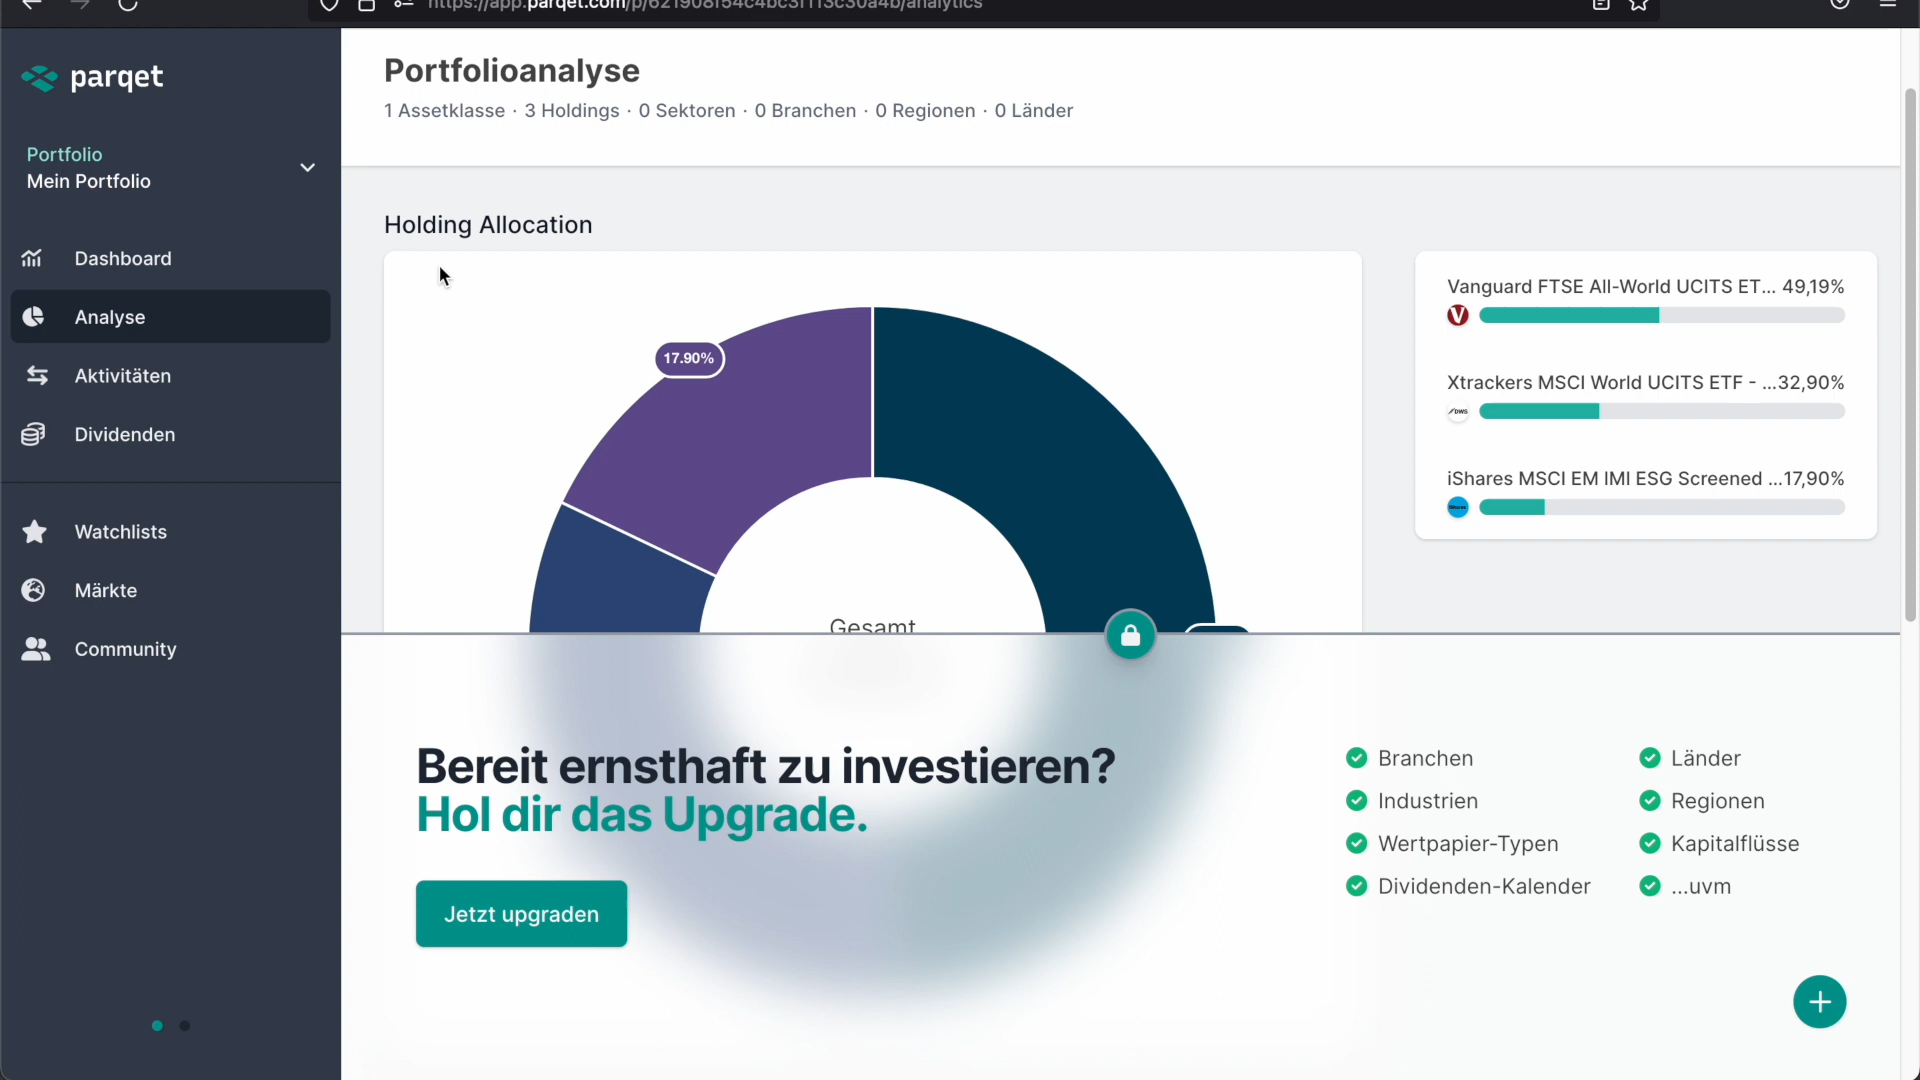 parqet
Portfolio
Mein Portfolio
Dashboard
Analyse
Aktivitäten
Dividenden
Watchlists
Märkte
Community
Portfolioanalyse
1 Assetklasse · 3 Holdings · 0 Sektoren · 0 Branchen · 0 Regionen · 0 Länder
Holding Allocation
17.90%
Gesamt
Vanguard FTSE All-World UCITS ET... 49,19%
Xtrackers MSCI World UCITS ETF - ...32,90%
iShares MSCI EM IMI ESG Screened ...17,90%
Bereit ernsthaft zu investieren?
Hol dir das Upgrade.
Jetzt upgraden
Branchen
Industrien
Wertpapier-Typen
Dividenden-Kalender
Länder
Regionen
Kapitalflüsse
...uvm